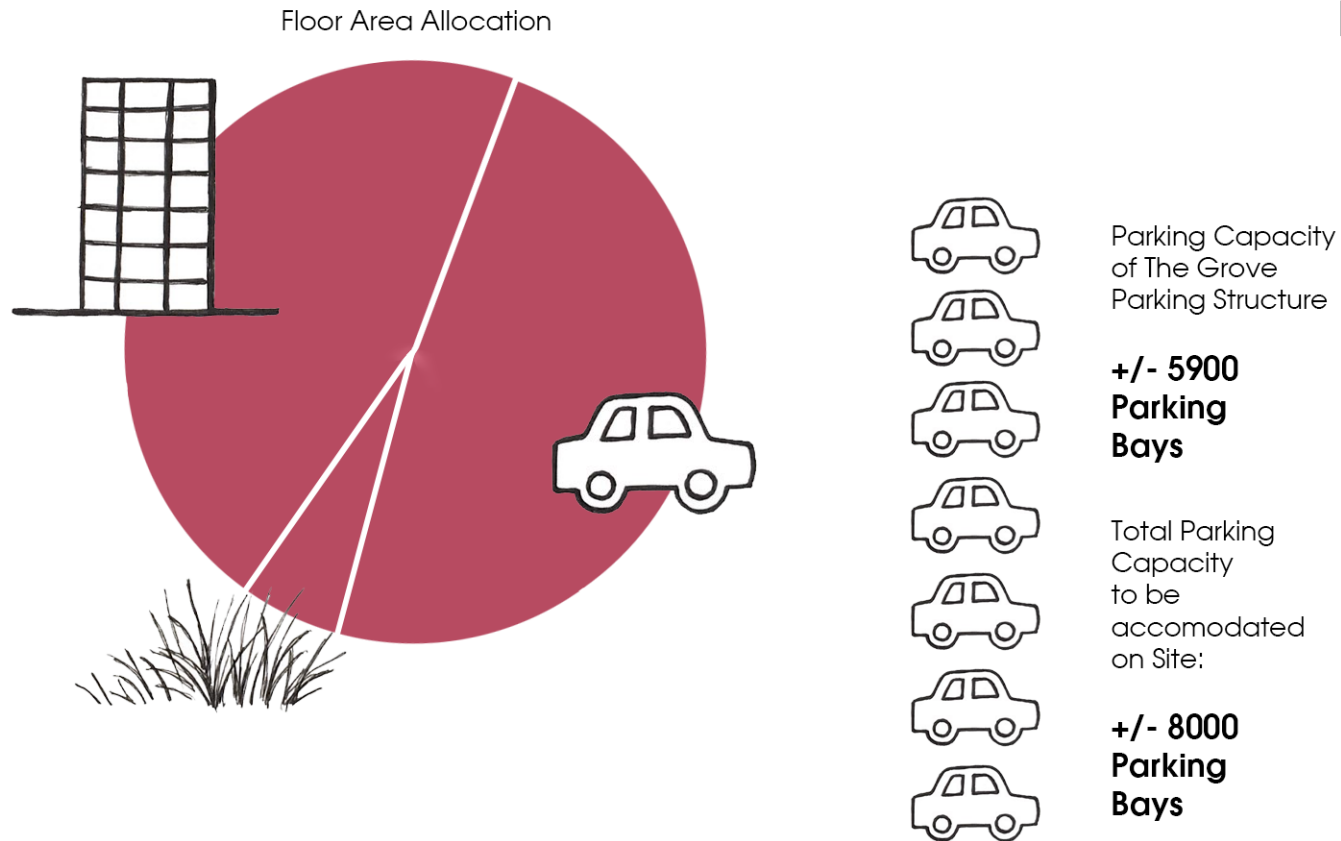 Floor Area Allocation
Parking Capacity
of The Grove
Parking Structure
+/- 5900
Parking
Bays
Total Parking
Capacity
to be
accomodated
on Site:
+/- 8000
Parking
Bays